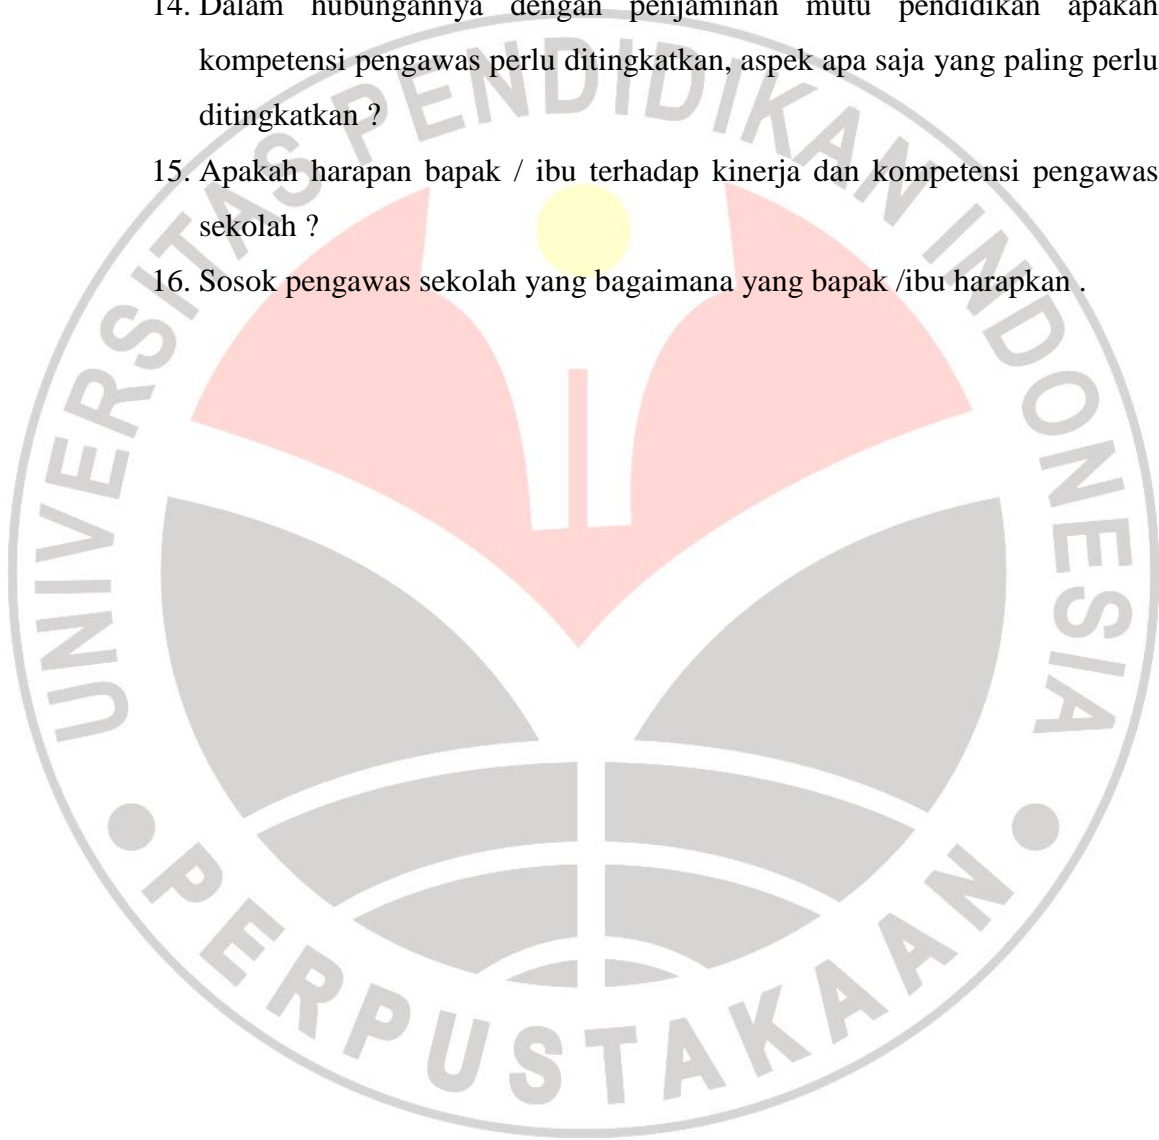 14. Dalam hubungannya dengan penjaminan mutu pendidikan apakah
kompetensi pengawas perlu ditingkatkan, aspek apa saja yang paling perlu
ditingkatkan ?
15. Apakah harapan bapak / ibu terhadap kinerja dan kompetensi pengawas
sekolah ?
16. Sosok pengawas sekolah yang bagaimana yang bapak /ibu harapkan .
UNIVERSITAS PENDIDIKAN INDONESIA
PERPUSTAKAAN